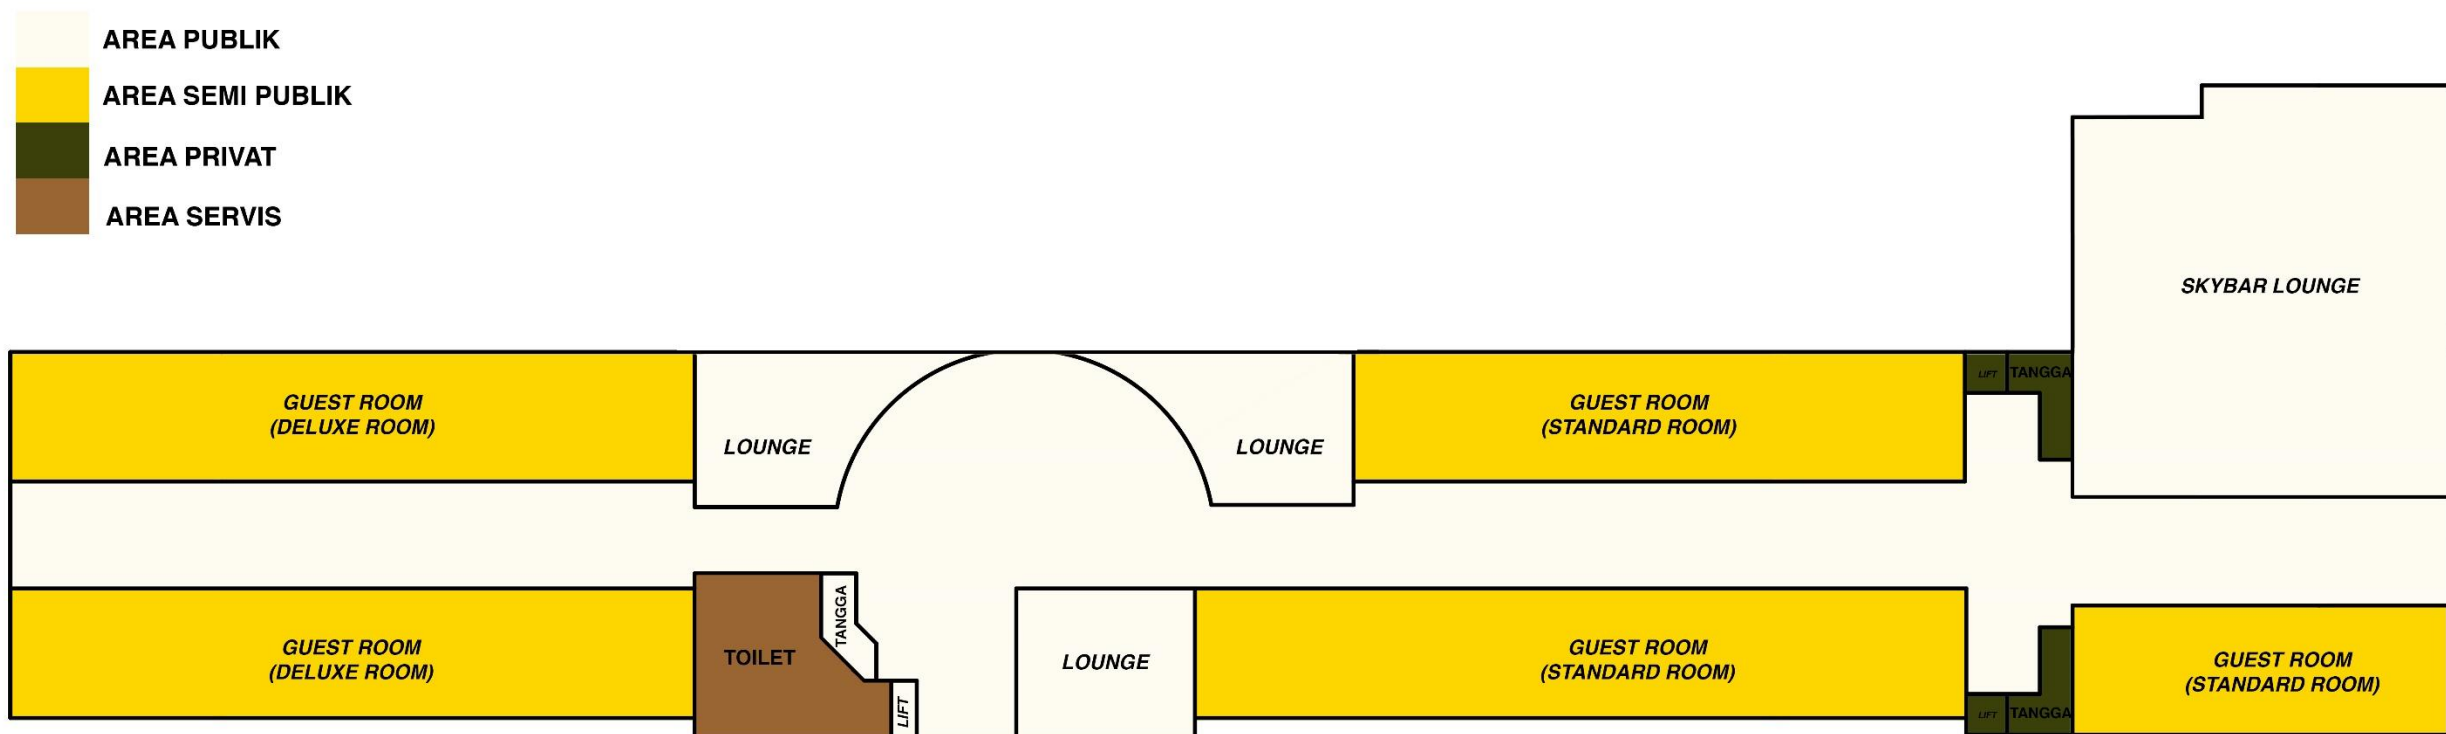 AREA PUBLIK
AREA SEMI PUBLIK
AREA PRIVAT
AREA SERVIS
SKYBAR LOUNGE
GUEST ROOM
(DELUXE ROOM)
LOUNGE
LOUNGE
GUEST ROOM
(STANDARD ROOM)
LIFT
TANGGA
GUEST ROOM
(DELUXE ROOM)
TOILET
TANGGA
LIFT
LOUNGE
GUEST ROOM
(STANDARD ROOM)
LIFT
TANGGA
GUEST ROOM
(STANDARD ROOM)